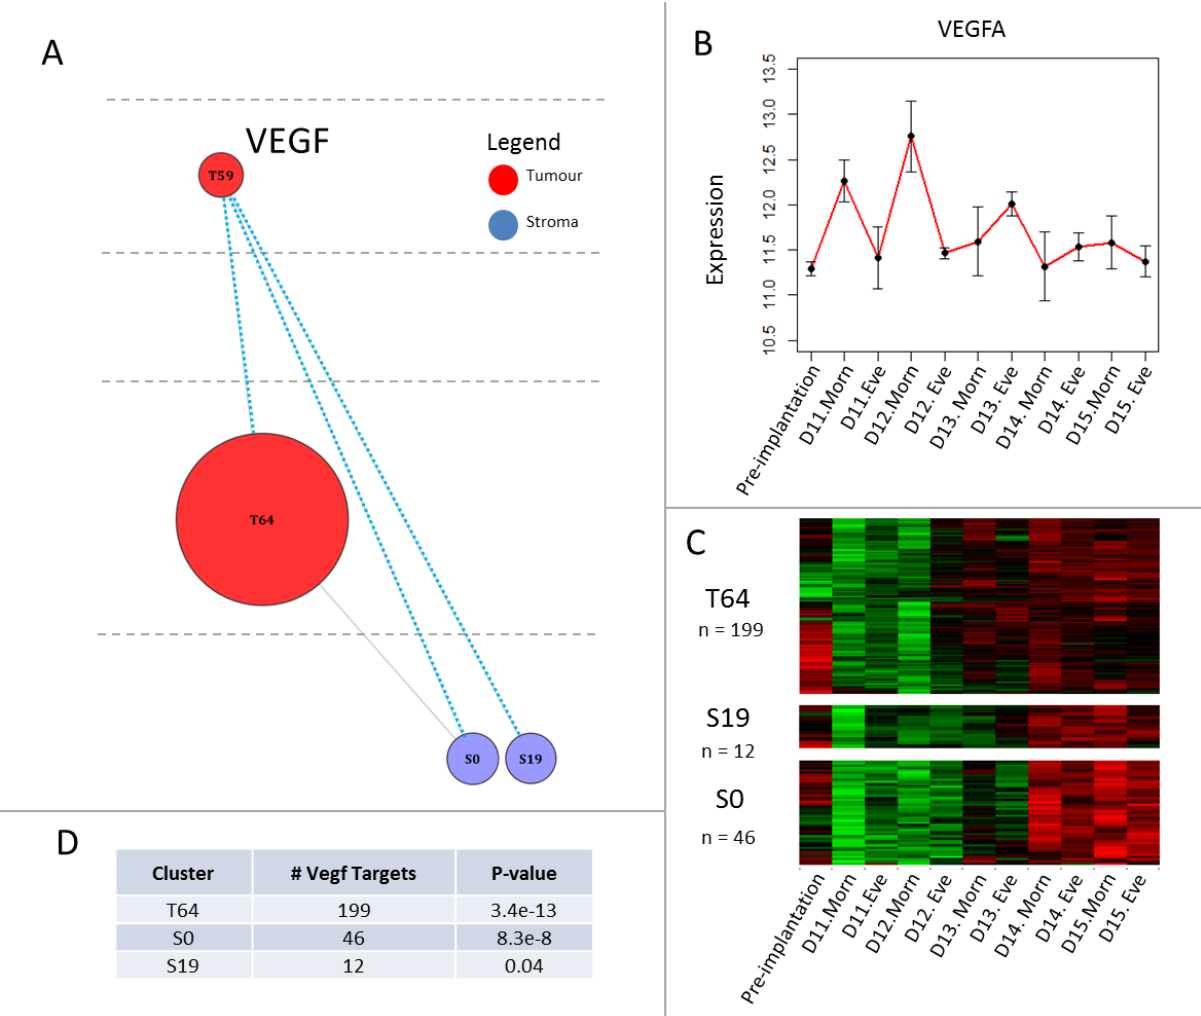 A
VEGF
T59
Legend
Tumour
Stroma
T64
S0
S19
B
VEGFA
Expression
13.5
13.0
12.5
12.0
11.5
11.0
10.5
Pre-implantation
D11.Morn
D11.Eve
D12.Morn
D12. Eve
D13. Morn
D13. Eve
D14. Morn
D14. Eve
D15.Morn
D15. Eve
C
T64
n = 199
S19
n = 12
S0
n = 46
Pre-implantation
D11.Morn
D11.Eve
D12.Morn
D12. Eve
D13. Morn
D13. Eve
D14. Morn
D14. Eve
D15.Morn
D15. Eve
D
Cluster # Vegf Targets P-value
T64 199 3.4e-13
S0 46 8.3e-8
S19 12 0.04